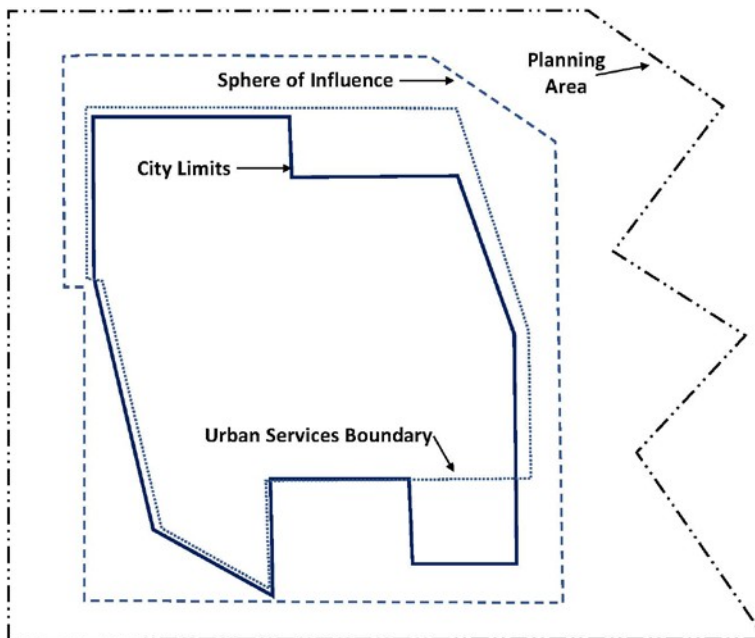 Planning
Area
Sphere of Influence
City Limits
Urban Services Boundary